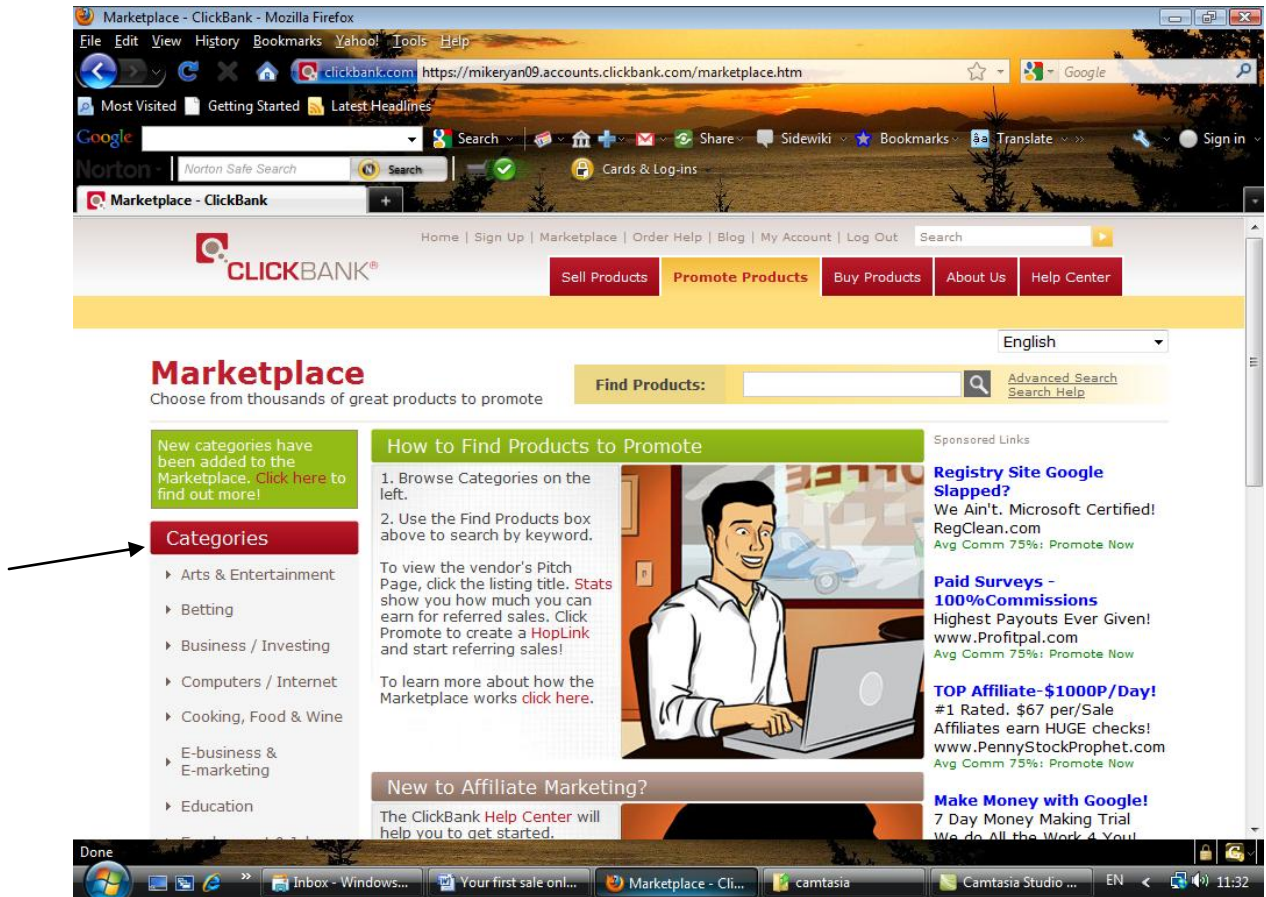 Marketplace - ClickBank - Mozilla Firefox
File Edit View History Bookmarks Yahoo! Tools Help
clickbank.com https://mikeryan09.accounts.clickbank.com/marketplace.htm Google
Most Visited Getting Started Latest Headlines
Google Search Share Sidewiki Bookmarks Translate Sign in
Norton Norton Safe Search Search Cards & Log-ins
Marketplace - ClickBank
Home | Sign Up | Marketplace | Order Help | Blog | My Account | Log Out Search
CLICKBANK®
Sell Products Promote Products Buy Products About Us Help Center
English
Marketplace
Choose from thousands of great products to promote
Find Products:
Advanced Search
Search Help
New categories have
been added to the
Marketplace. Click here to
find out more!
Categories
Arts & Entertainment
Betting
Business / Investing
Computers / Internet
Cooking, Food & Wine
E-business &
E-marketing
Education
How to Find Products to Promote
1. Browse Categories on the
left.
2. Use the Find Products box
above to search by keyword.
To view the vendor's Pitch
Page, click the listing title. Stats
show you how much you can
earn for referred sales. Click
Promote to create a HopLink
and start referring sales!
To learn more about how the
Marketplace works click here.
New to Affiliate Marketing?
The ClickBank Help Center will
help you to get started.
Sponsored Links
Registry Site Google
Slapped?
We Ain't. Microsoft Certified!
RegClean.com
Avg Comm 75%: Promote Now
Paid Surveys -
100%Commissions
Highest Payouts Ever Given!
www.Profitpal.com
Avg Comm 75%: Promote Now
TOP Affiliate-$1000P/Day!
#1 Rated. $67 per/Sale
Affiliates earn HUGE checks!
www.PennyStockProphet.com
Avg Comm 75%: Promote Now
Make Money with Google!
7 Day Money Making Trial
We do All the Work 4 You!
Done
Inbox - Windows... Your first sale onl... Marketplace - Cli... camtasia Camtasia Studio ... EN 11:32